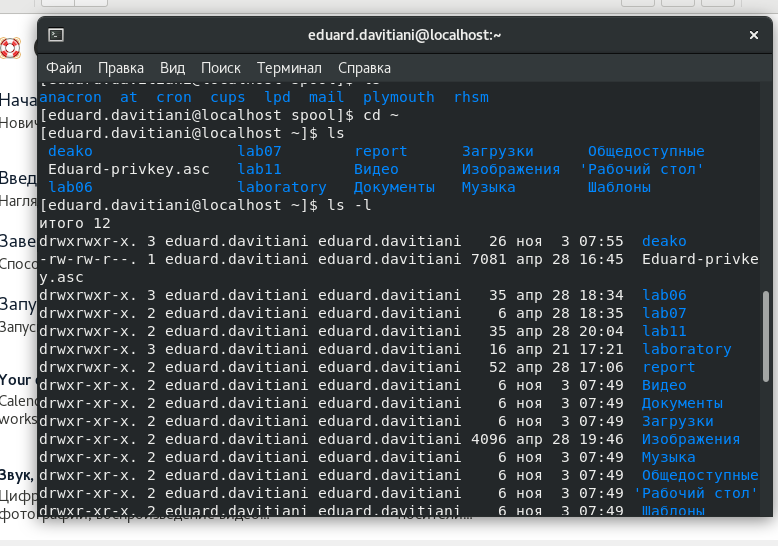 eduard.davitiani@localhost:~
Файл Правка Вид Поиск Терминал Справка
[eduard.davitiani@localhost spool]$ ls
anacron at cron cups lpd mail plymouth rhsm
[eduard.davitiani@localhost spool]$ cd ~
[eduard.davitiani@localhost ~]$ ls
deako lab07 report Загрузки Общедоступные
Eduard-privkey.asc lab11 Видео Изображения 'Рабочий стол'
lab06 laboratory Документы Музыка Шаблоны
[eduard.davitiani@localhost ~]$ ls -l
итого 12
drwxrwxr-x. 3 eduard.davitiani eduard.davitiani 26 ноя 3 07:55 deako
-rw-rw-r--. 1 eduard.davitiani eduard.davitiani 7081 апр 28 16:45 Eduard-privke
y.asc
drwxrwxr-x. 3 eduard.davitiani eduard.davitiani 35 апр 28 18:34 lab06
drwxrwxr-x. 2 eduard.davitiani eduard.davitiani 6 апр 28 18:35 lab07
drwxrwxr-x. 2 eduard.davitiani eduard.davitiani 35 апр 28 20:04 lab11
drwxrwxr-x. 3 eduard.davitiani eduard.davitiani 16 апр 21 17:21 laboratory
drwxrwxr-x. 2 eduard.davitiani eduard.davitiani 52 апр 28 17:06 report
drwxr-xr-x. 2 eduard.davitiani eduard.davitiani 6 ноя 3 07:49 Видео
drwxr-xr-x. 2 eduard.davitiani eduard.davitiani 6 ноя 3 07:49 Документы
drwxr-xr-x. 2 eduard.davitiani eduard.davitiani 6 ноя 3 07:49 Загрузки
drwxr-xr-x. 2 eduard.davitiani eduard.davitiani 4096 апр 28 19:46 Изображения
drwxr-xr-x. 2 eduard.davitiani eduard.davitiani 6 ноя 3 07:49 Музыка
drwxr-xr-x. 2 eduard.davitiani eduard.davitiani 6 ноя 3 07:49 Общедоступные
drwxr-xr-x. 2 eduard.davitiani eduard.davitiani 6 ноя 3 07:49 'Рабочий стол'
drwxr-xr-x. 2 eduard.davitiani eduard.davitiani 6 ноя 3 07:49 Шаблоны
Нача
Нович
Введ
Нагля
Заве
Спосо
Запу
Запус
Your
Calend
works
Звук,
Цифр